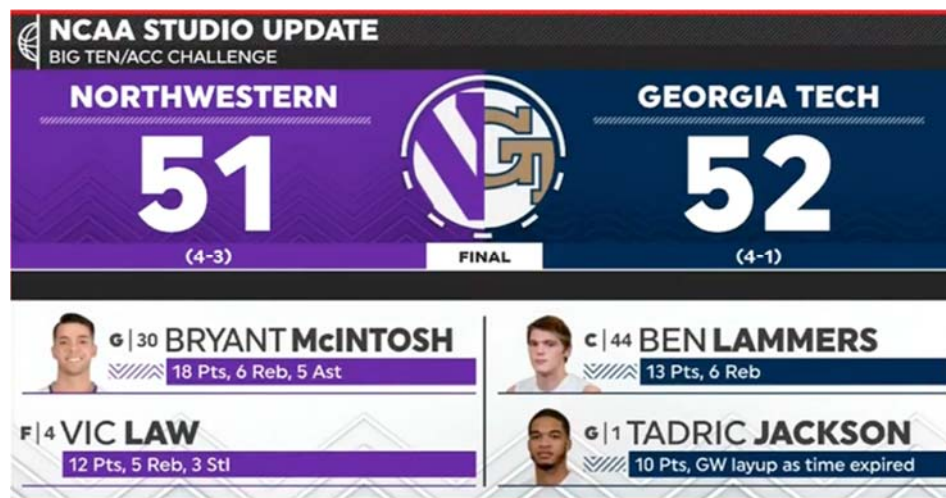 NCAA STUDIO UPDATE
BIG TEN/ACC CHALLENGE
NORTHWESTERN
51
(4-3)
GT
GEORGIA TECH
52
(4-1)
FINAL
G|30 BRYANT McINTOSH
18 Pts, 6 Reb, 5 Ast
F|4 VIC LAW
12 Pts, 5 Reb, 3 Stl
C|44 BEN LAMMERS
13 Pts, 6 Reb
G|1 TADRIC JACKSON
10 Pts, GW layup as time expired